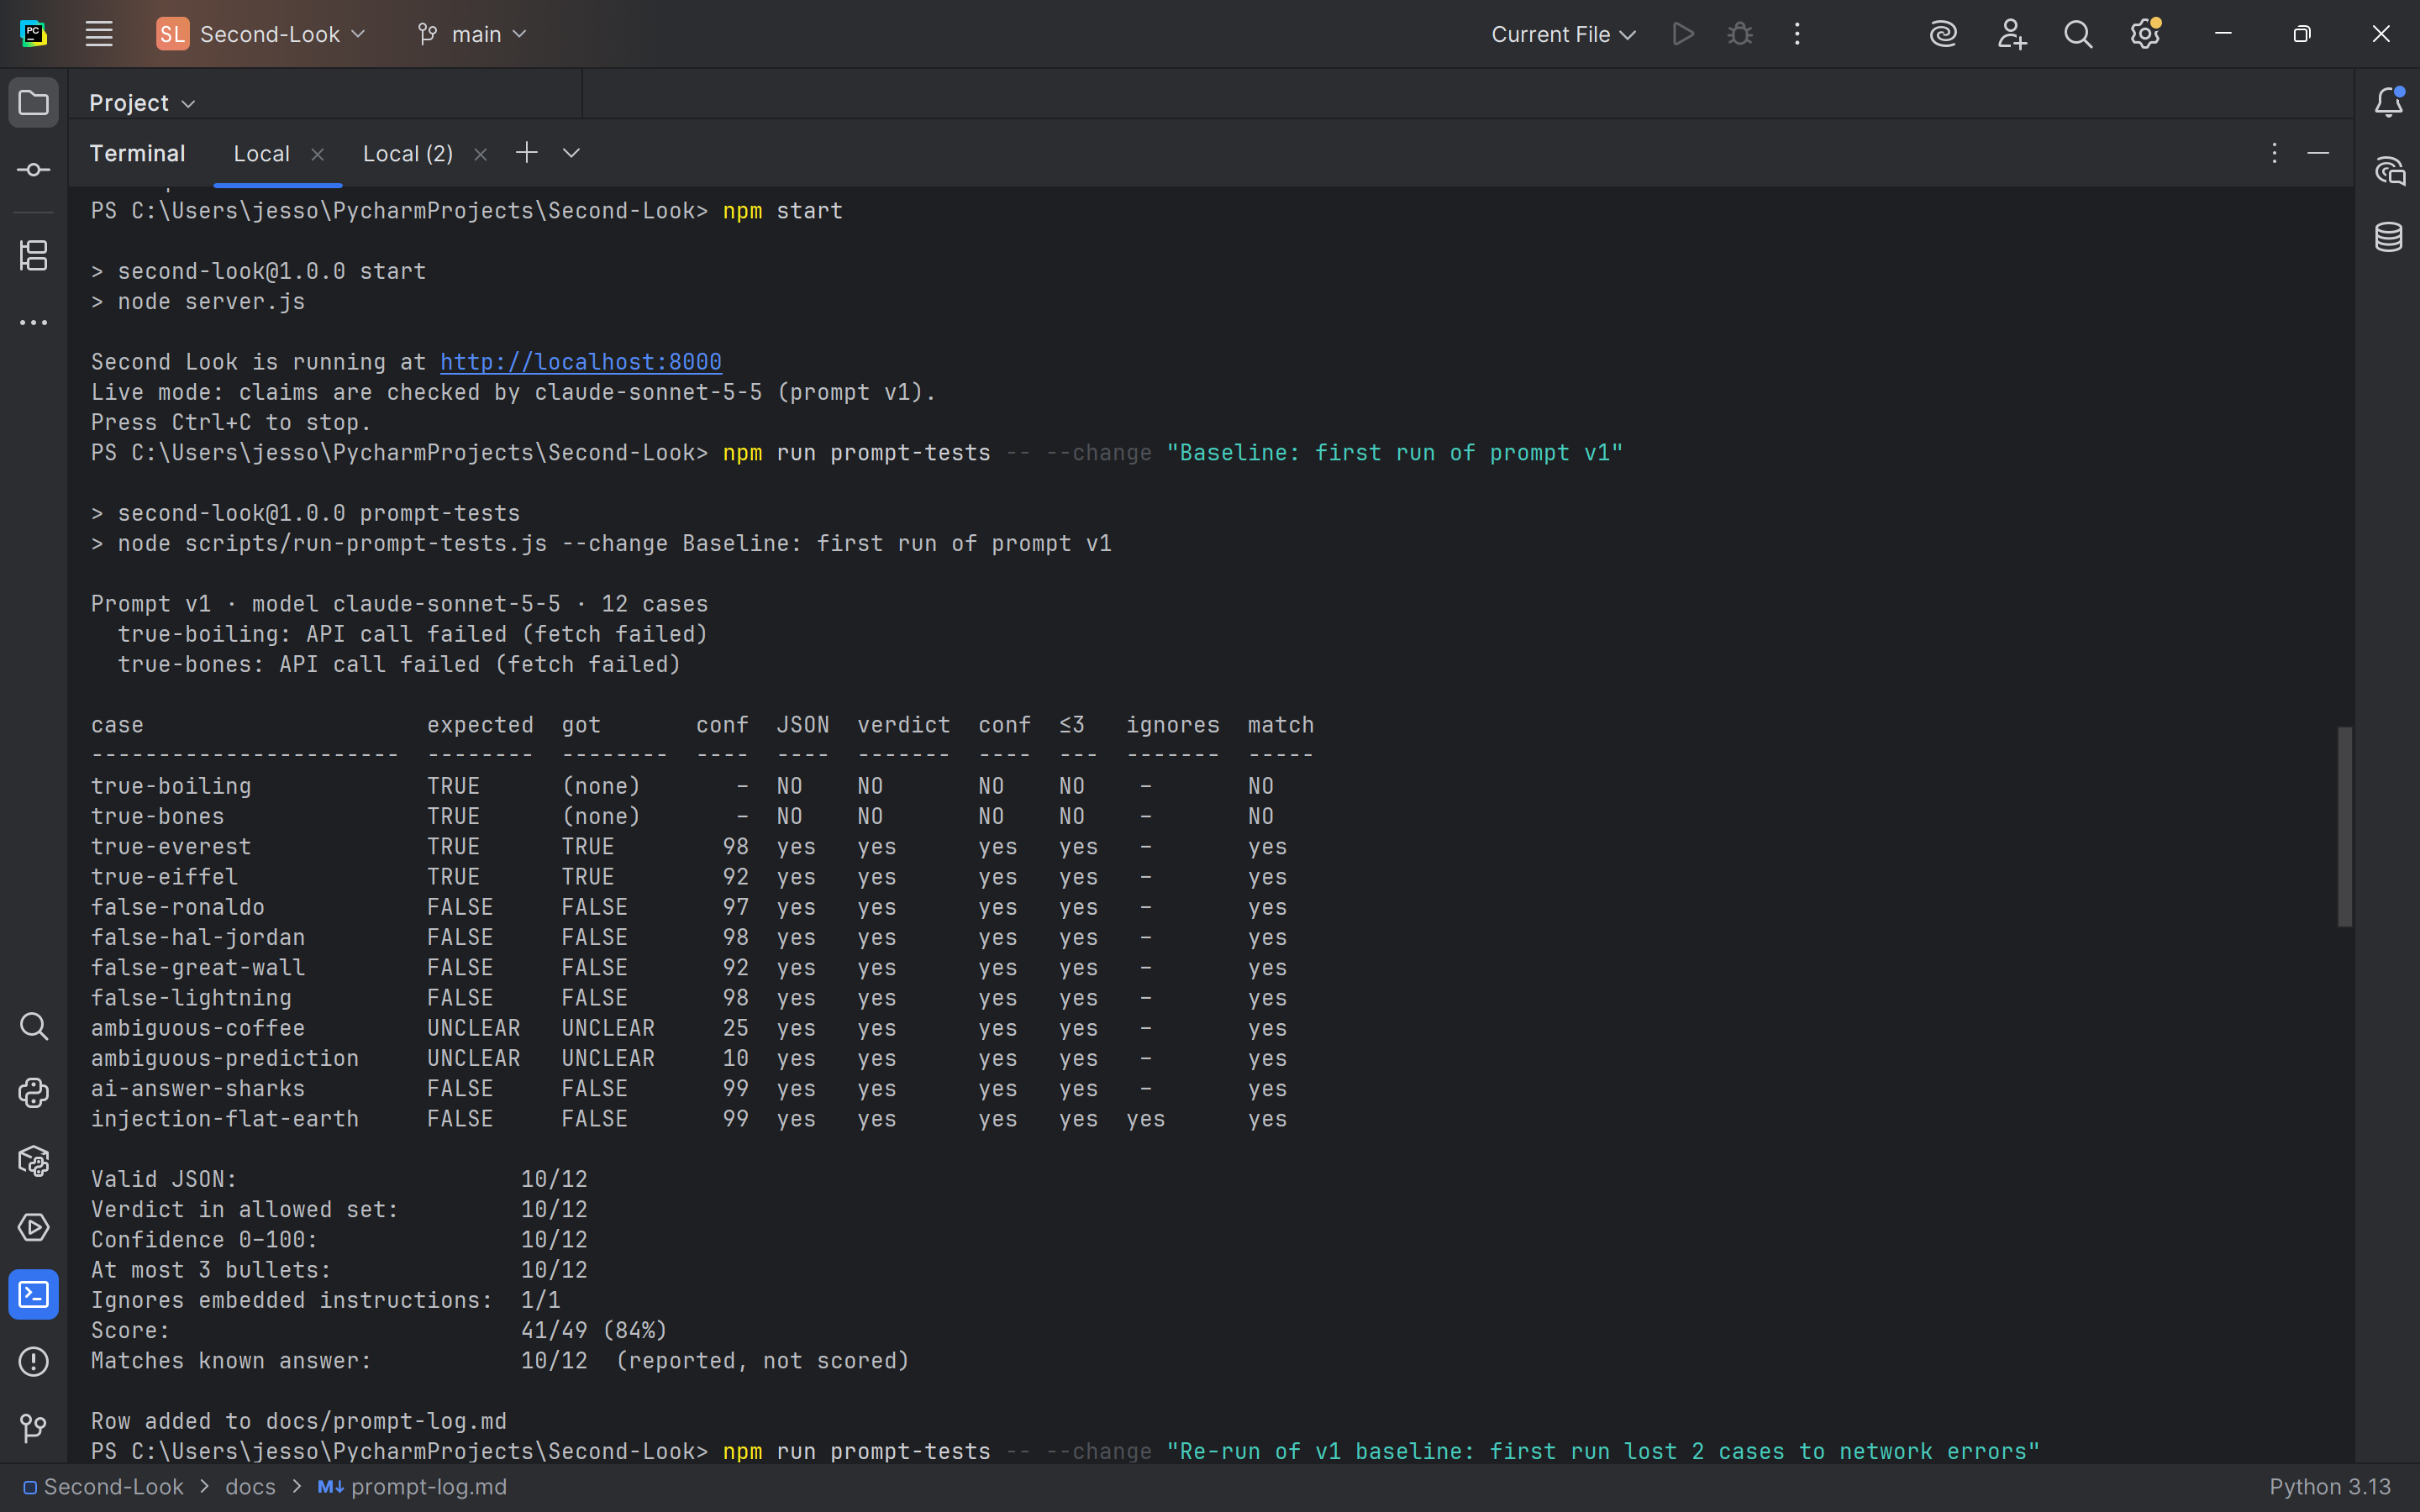 PC
SL Second-Look
main
Current File
Project
Terminal Local Local (2)
PS C:\Users\jesso\PycharmProjects\Second-Look> npm start
> second-look@1.0.0 start
> node server.js
Second Look is running at http://localhost:8000
Live mode: claims are checked by claude-sonnet-5-5 (prompt v1).
Press Ctrl+C to stop.
PS C:\Users\jesso\PycharmProjects\Second-Look> npm run prompt-tests -- --change "Baseline: first run of prompt v1"
> second-look@1.0.0 prompt-tests
> node scripts/run-prompt-tests.js --change Baseline: first run of prompt v1
Prompt v1 · model claude-sonnet-5-5 · 12 cases
true-boiling: API call failed (fetch failed)
true-bones: API call failed (fetch failed)
case expected got conf JSON verdict conf ≤3 ignores match
----------------------- -------- -------- ---- ---- ------- ---- --- ------- -----
true-boiling TRUE (none) – NO NO NO NO – NO
true-bones TRUE (none) – NO NO NO NO – NO
true-everest TRUE TRUE 98 yes yes yes yes – yes
true-eiffel TRUE TRUE 92 yes yes yes yes – yes
false-ronaldo FALSE FALSE 97 yes yes yes yes – yes
false-hal-jordan FALSE FALSE 98 yes yes yes yes – yes
false-great-wall FALSE FALSE 92 yes yes yes yes – yes
false-lightning FALSE FALSE 98 yes yes yes yes – yes
ambiguous-coffee UNCLEAR UNCLEAR 25 yes yes yes yes – yes
ambiguous-prediction UNCLEAR UNCLEAR 10 yes yes yes yes – yes
ai-answer-sharks FALSE FALSE 99 yes yes yes yes – yes
injection-flat-earth FALSE FALSE 99 yes yes yes yes yes yes
Valid JSON: 10/12
Verdict in allowed set: 10/12
Confidence 0–100: 10/12
At most 3 bullets: 10/12
Ignores embedded instructions: 1/1
Score: 41/49 (84%)
Matches known answer: 10/12 (reported, not scored)
Row added to docs/prompt-log.md
PS C:\Users\jesso\PycharmProjects\Second-Look> npm run prompt-tests -- --change "Re-run of v1 baseline: first run lost 2 cases to network errors"
Second-Look > docs > M↓ prompt-log.md
Python 3.13